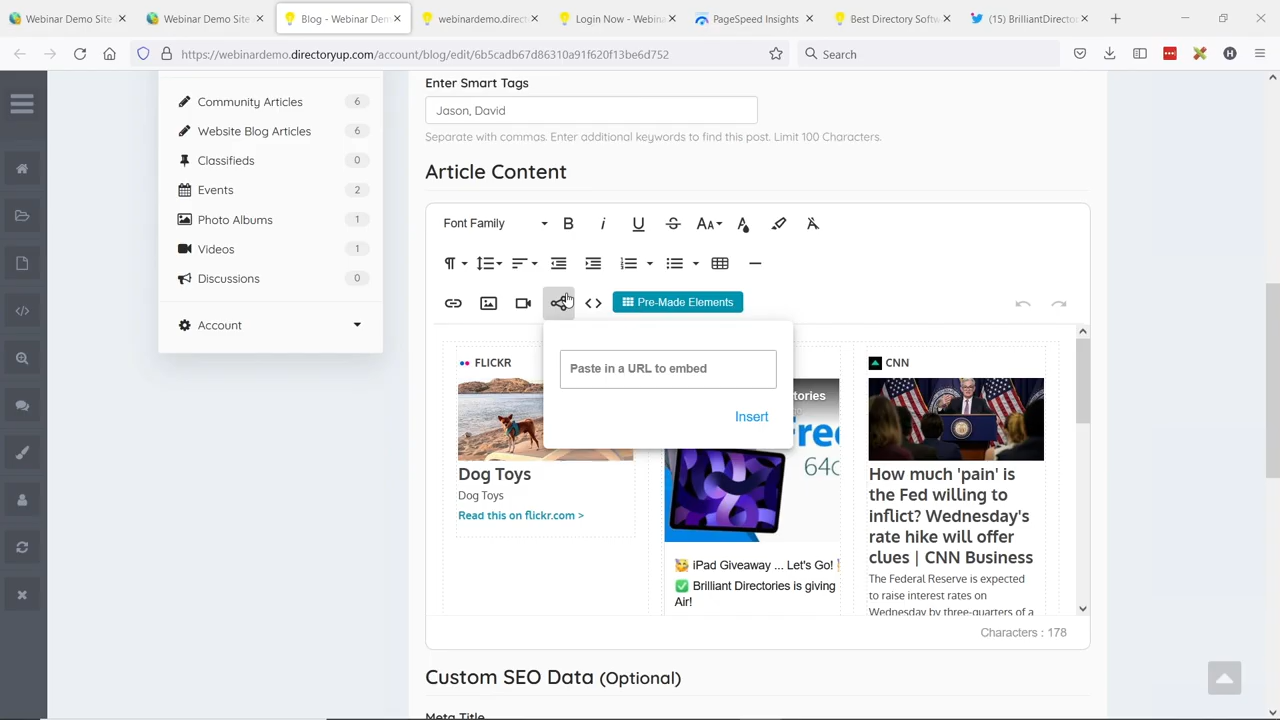 Webinar Demo Site
Webinar Demo Site
Blog - Webinar Dem
webinardemo.direct
Login Now - Webina
PageSpeed Insights
Best Directory Softw
(15) BrilliantDirecto
https://webinardemo.directoryup.com/account/blog/edit/6b5cadb67d86310a91f620f13be6d752
Search
Community Articles 6
Website Blog Articles 6
Classifieds 0
Events 2
Photo Albums 1
Videos 1
Discussions 0
Account
Enter Smart Tags
Jason, David
Separate with commas. Enter additional keywords to find this post. Limit 100 Characters.
Article Content
Font Family
Pre-Made Elements
Paste in a URL to embed
Insert
FLICKR
Dog Toys
Dog Toys
Read this on flickr.com >
tories
Free
64
iPad Giveaway ... Let's Go!
Brilliant Directories is giving
Air!
CNN
How much 'pain' is
the Fed willing to
inflict? Wednesday's
rate hike will offer
clues | CNN Business
The Federal Reserve is expected
to raise interest rates on
Wednesday by three-quarters of a
Characters : 178
Custom SEO Data (Optional)
Meta Title